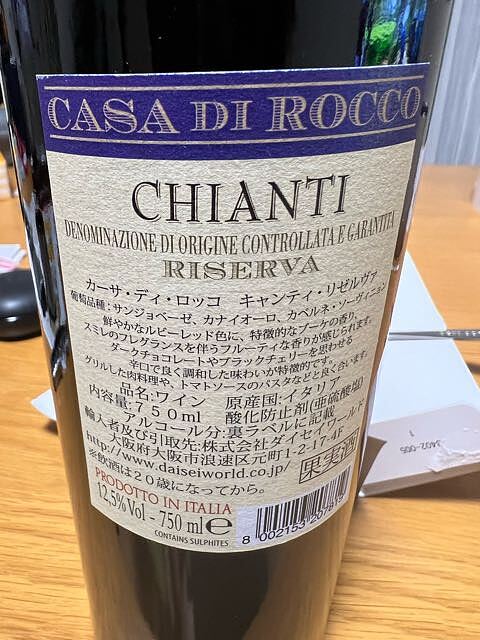 CASA DI ROCCO
CHIANTI
DENOMINAZIONE DI ORIGINE CONTROLLATA E GARANTITA
RISERVA
カーサ・ディ・ロッコ キャンティ・リゼルヴァ
葡萄品種:サンジョベーゼ、カナイオーロ、カベルネ・ソーヴィニョン
鮮やかなルビーレッド色に、特徴的なブーケの香り、
スミレのフレグランスを伴うフルーティな香りが感じられます。
ダークチョコレートやブラックチェリーを思わせる
辛口で良く調和した味わいが特徴的です。
グリルした肉料理や、トマトソースのパスタなどと良く合います。
品名:ワイン 原産国:イタリア
内容量:750ml 酸化防止剤(亜硫酸塩)
アルコール分:裏ラベルに記載
輸入者及び引取先:株式会社ダイセイワールド
大阪府大阪市浪速区元町1-2-17-4F
http://www.daiseiworld.co.jp/
果実酒
※飲酒は20歳になってから。
PRODOTTO IN ITALIA
12,5% Vol - 750 ml e
CONTAINS SULPHITES